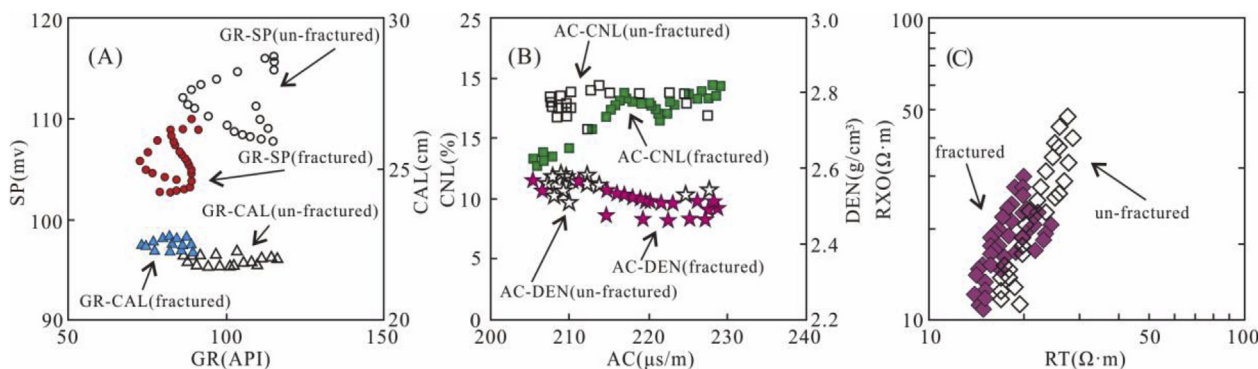 120
110
100
90
SP(mv)
50
100
150
GR(API)
30
25
20
CAL(cm)
(A)
GR-SP(un-fractured)
GR-SP(fractured)
GR-CAL(un-fractured)
GR-CAL(fractured)
25
15
20
15
10
5
0
CNL(%)
200
210
220
230
240
AC(μs/m)
3.0
2.8
2.6
2.4
2.2
DEN(g/cm³)
(B)
AC-CNL(un-fractured)
AC-CNL(fractured)
AC-DEN(fractured)
AC-DEN(un-fractured)
100
50
10
RXO(Ω·m)
10
50
100
RT(Ω·m)
(C)
fractured
un-fractured